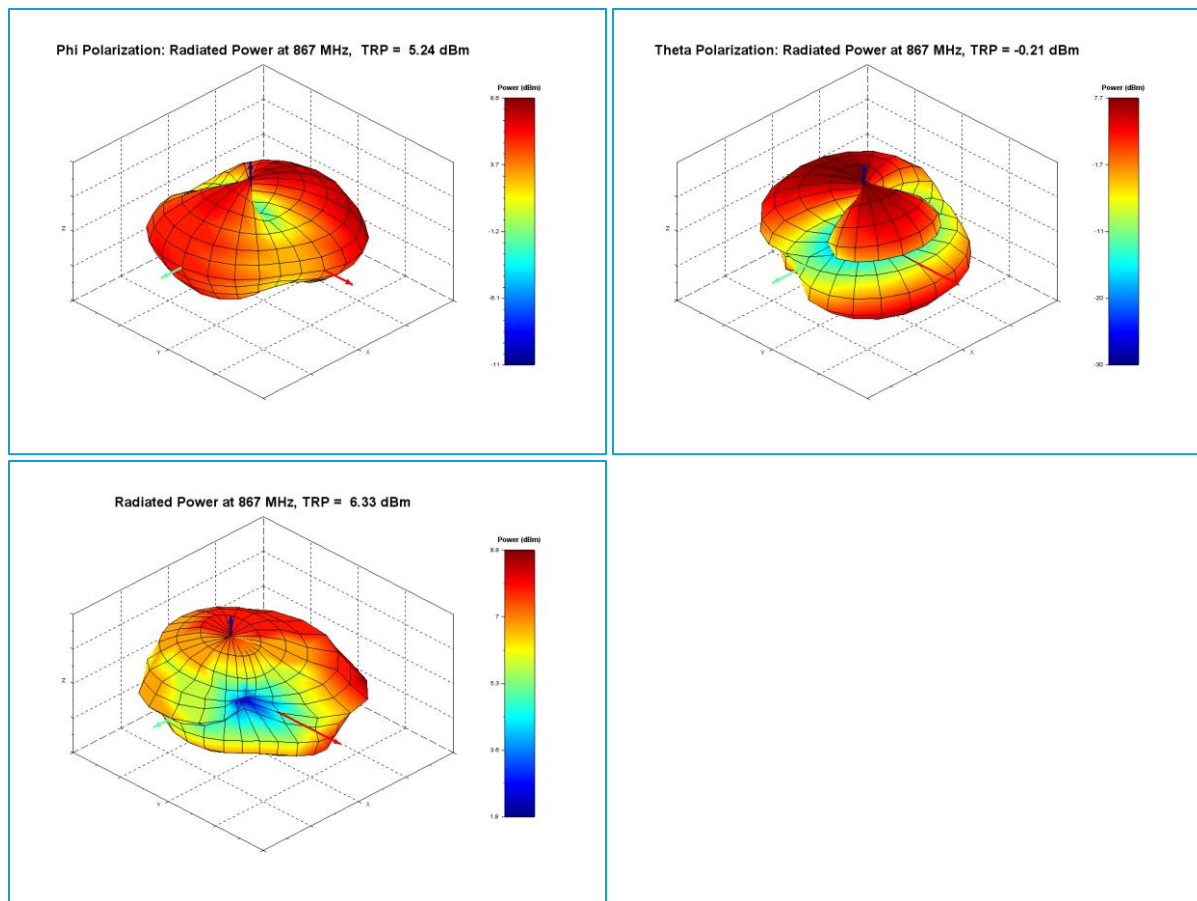 Phi Polarization: Radiated Power at 867 MHz, TRP = 5.24 dBm
Power (dBm)
8.6
3.7
-1.2
-6.1
-11
Z
Y
X
Theta Polarization: Radiated Power at 867 MHz, TRP = -0.21 dBm
Power (dBm)
7.7
-1.7
-11
-20
-30
Z
Y
X
Radiated Power at 867 MHz, TRP = 6.33 dBm
Power (dBm)
8.8
7
5.3
3.6
1.9
Z
Y
X